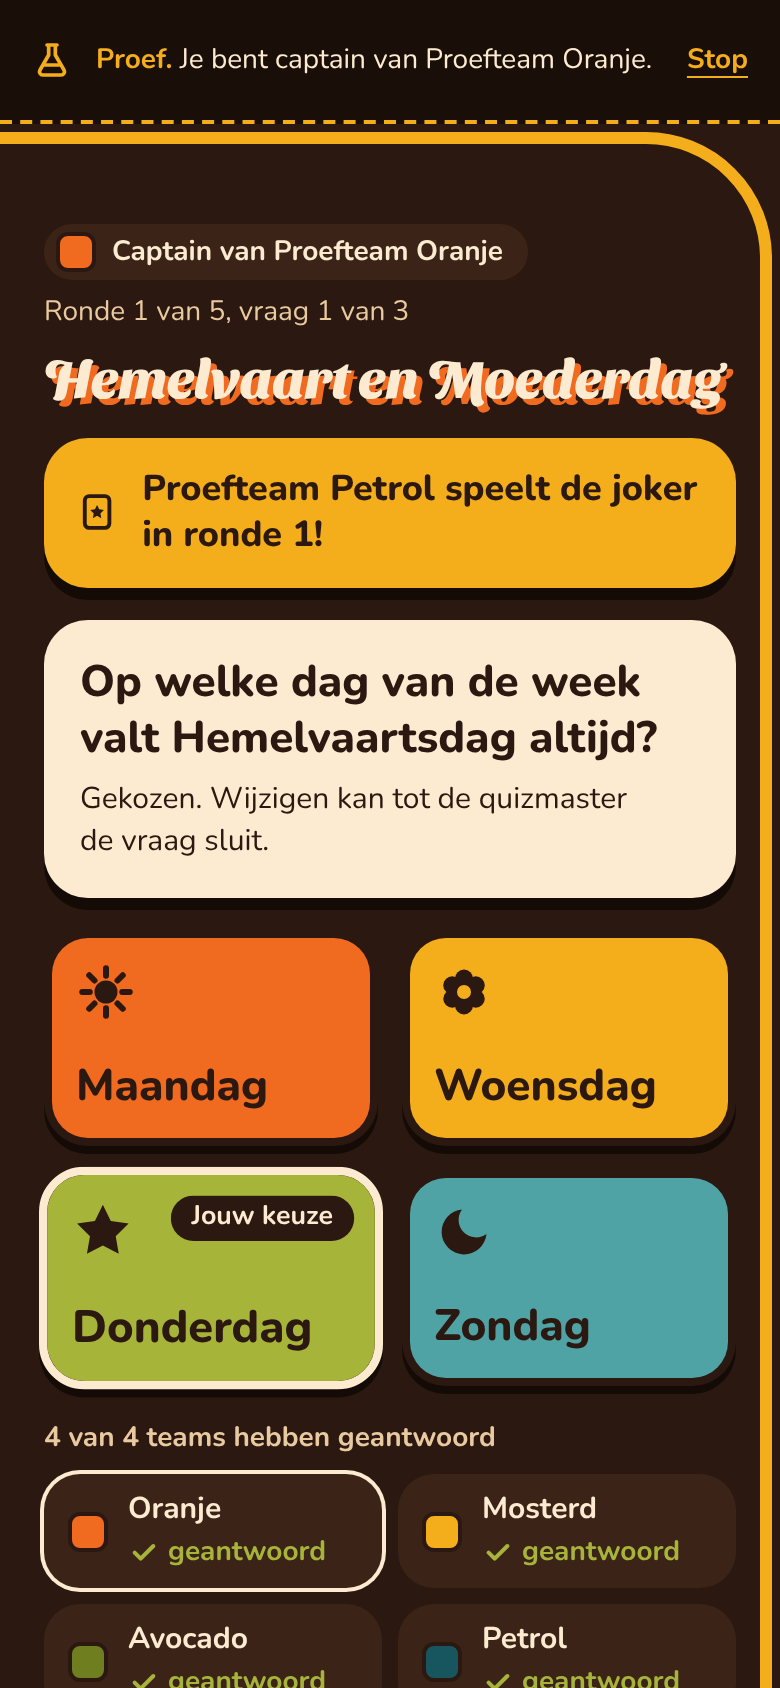 Proef. Je bent captain van Proefteam Oranje. Stop
Captain van Proefteam Oranje
Ronde 1 van 5, vraag 1 van 3
Hemelvaart en Moederdag
Proefteam Petrol speelt de joker
in ronde 1!
Op welke dag van de week
valt Hemelvaartsdag altijd?
Gekozen. Wijzigen kan tot de quizmaster
de vraag sluit.
Maandag
Woensdag
Jouw keuze
Donderdag
Zondag
4 van 4 teams hebben geantwoord
Oranje
geantwoord
Mosterd
geantwoord
Avocado
geantwoord
Petrol
geantwoord